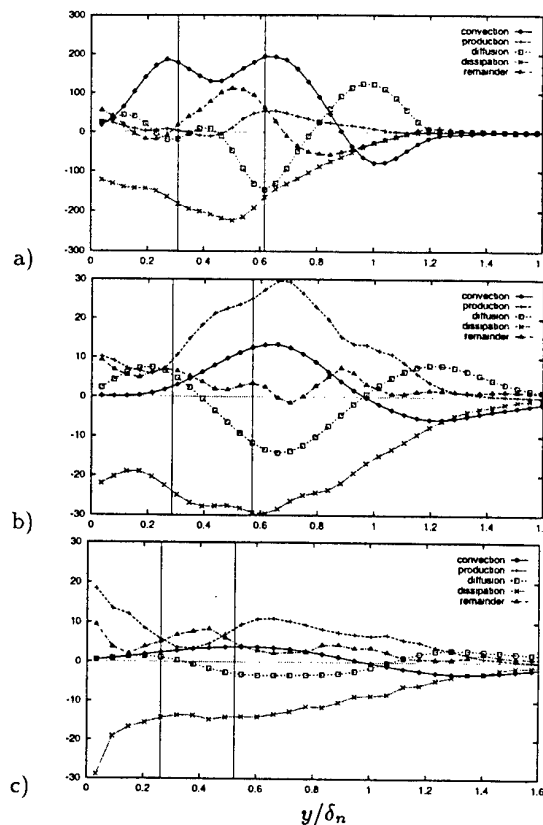 300
200
100
0
-100
-200
300
convection
production
diffusion
dissipation
remainder
0 0.2 0.4 0.6 0.8 1 1.2 1.4 1.6
a)
30
20
10
0
-10
-20
-30
convection
production
diffusion
dissipation
remainder
0 0.2 0.4 0.6 0.8 1 1.2 1.4 1.6
b)
30
20
10
0
-10
-20
-30
convection
production
diffusion
dissipation
remainder
0 0.2 0.4 0.6 0.8 1 1.2 1.4 1.6
c)
y/δₙ